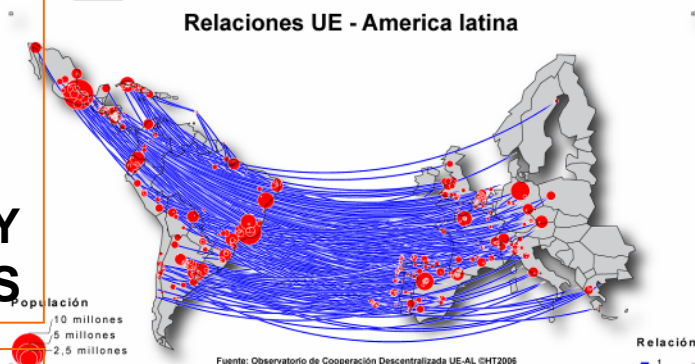 Relaciones UE - America latina
Y
S
Populación
10 millones
5 millones
2,5 millones
Relación
1
Fuente: Observatorio de Cooperación Descentralizada UE-AL ©HT2006